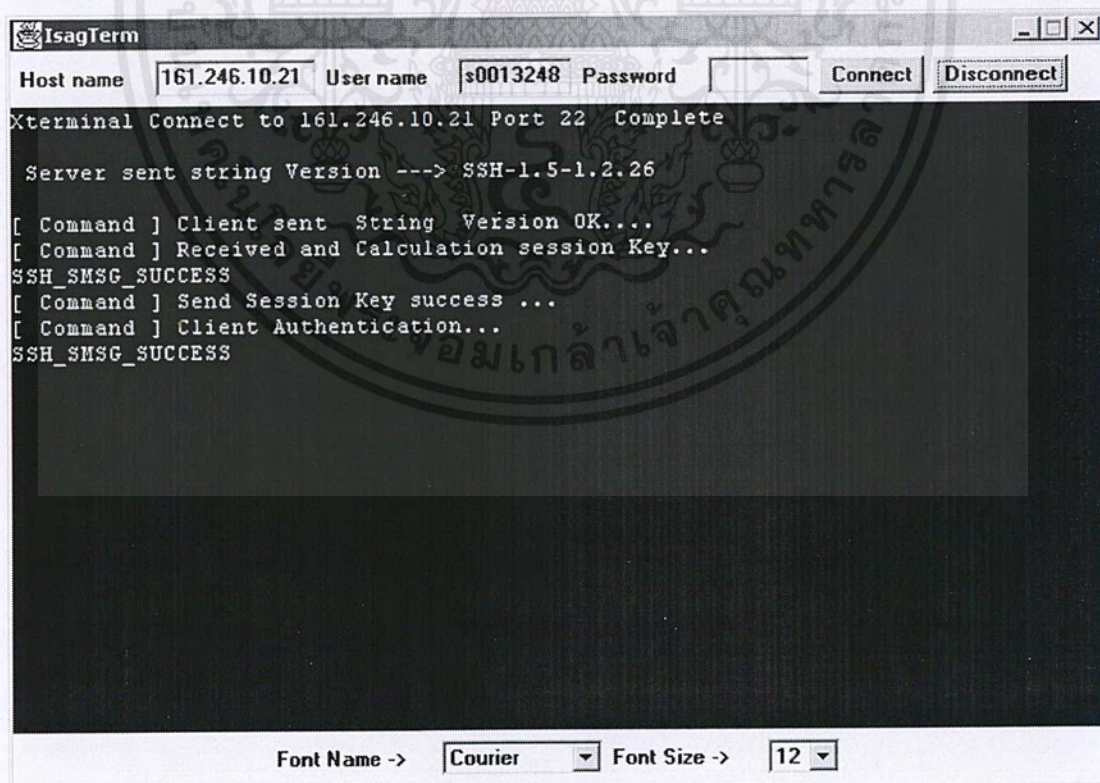 IsagTerm
Host name 161.246.10.21 User name s0013248 Password Connect Disconnect
Xterminal Connect to 161.246.10.21 Port 22 Complete
Server sent string Version ---> SSH-1.5-1.2.26
[ Command ] Client sent String Version OK....
[ Command ] Received and Calculation session Key...
SSH_SMSG_SUCCESS
[ Command ] Send Session Key success ...
[ Command ] Client Authentication...
SSH_SMSG_SUCCESS
Font Name -> Courier Font Size -> 12